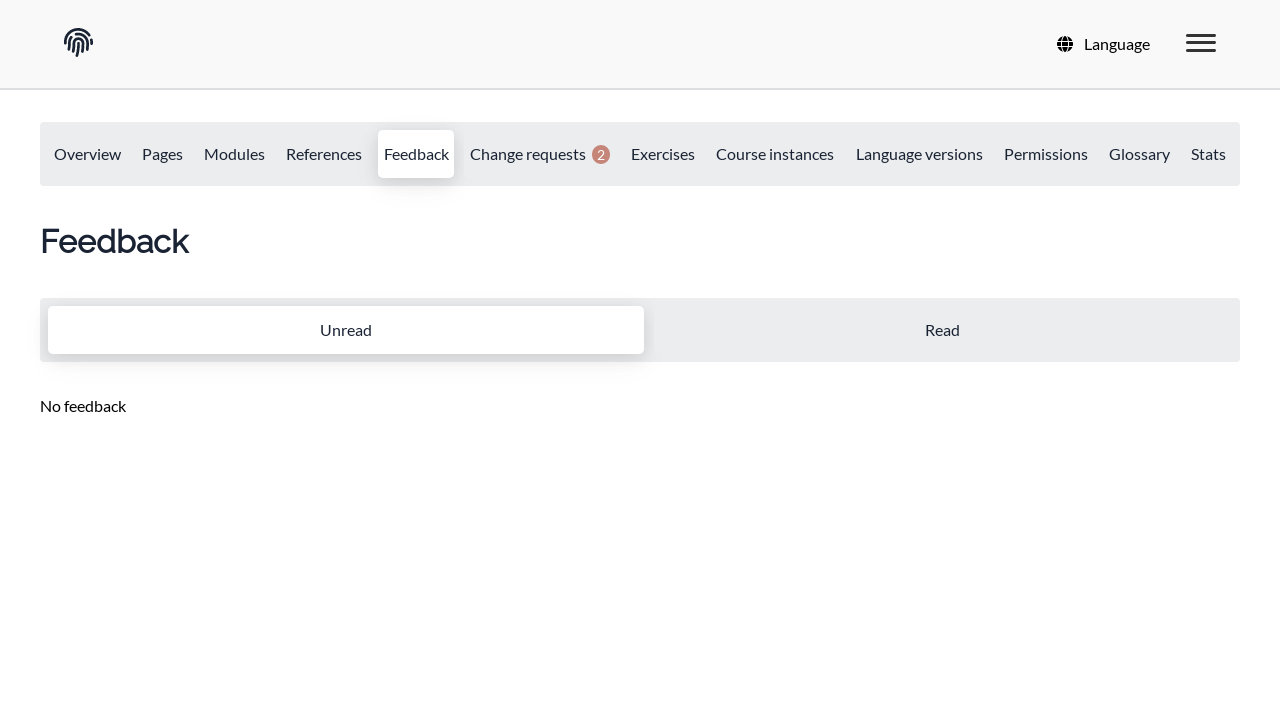 Language
Overview Pages Modules References Feedback Change requests 2 Exercises Course instances Language versions Permissions Glossary Stats
Feedback
Unread Read
No feedback